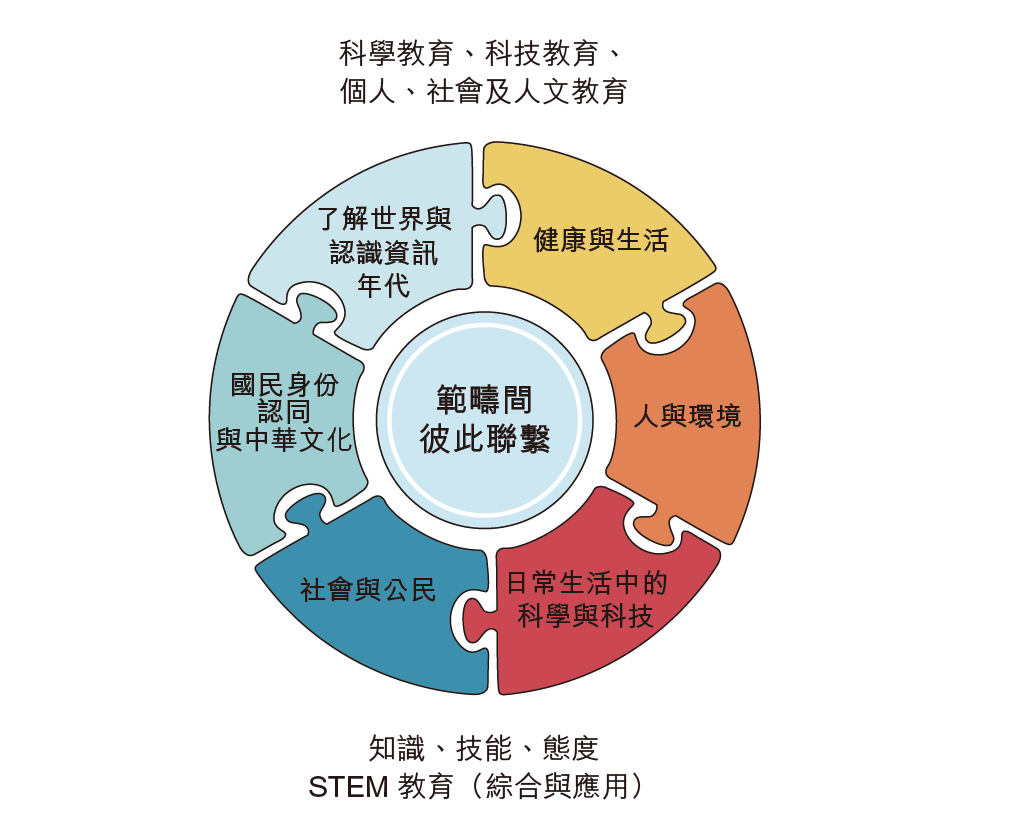 科學教育、科技教育、
個人、社會及人文教育
了解世界與
認識資訊
年代
健康與生活
國民身份
認同
與中華文化
範疇間
彼此聯繫
人與環境
社會與公民
日常生活中的
科學與科技
知識、技能、態度
STEM 教育（綜合與應用）